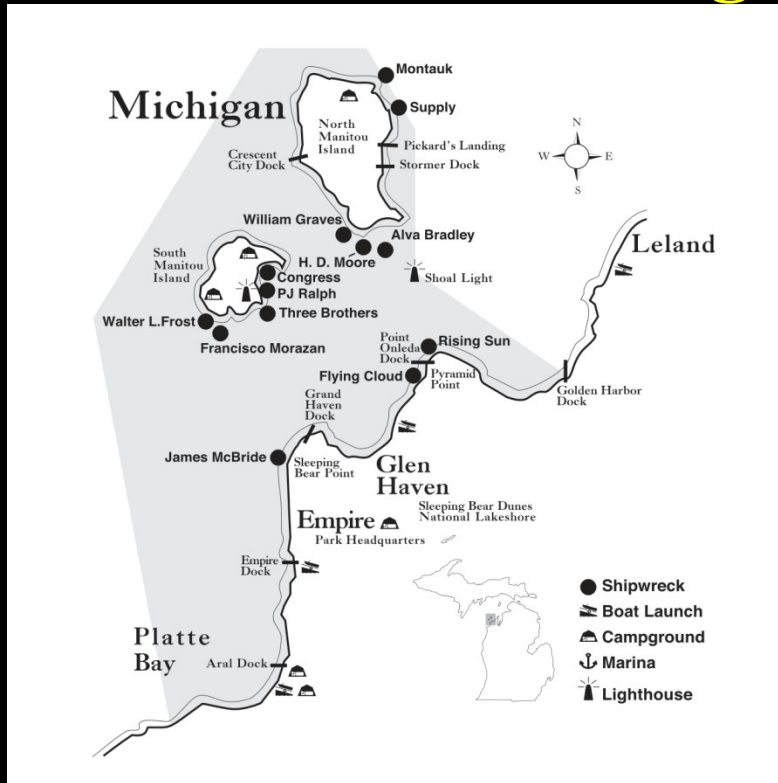 Montauk
Michigan
Supply
North
Manitou
Island
Pickard's Landing
Crescent
City Dock
Stormer Dock
N
W
E
S
William Graves
Alva Bradley
Leland
H. D. Moore
South
Manitou
Island
Congress
Shoal Light
PJ Ralph
Three Brothers
Walter L.Frost
Francisco Morazan
Point
Oneleda
Dock
Rising Sun
Flying Cloud
Pyramid
Point
Golden Harbor
Dock
Grand
Haven
Dock
James McBride
Sleeping
Bear Point
Glen
Haven
Sleeping Bear Dunes
National Lakeshore
Empire
Park Headquarters
Empire
Dock
Shipwreck
Boat Launch
Campground
Marina
Lighthouse
Platte
Bay
Aral Dock